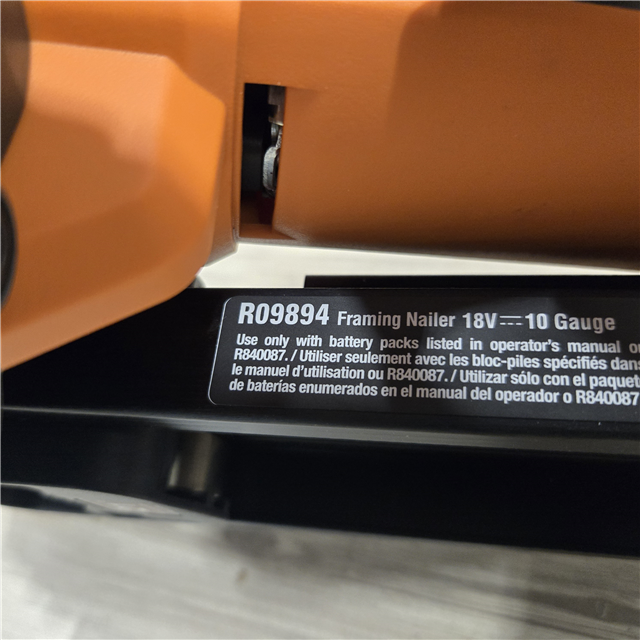 R09894 Framing Nailer 18V⎓10 Gauge
Use only with battery packs listed in operator's manual or
R840087. / Utiliser seulement avec les bloc-piles spécifiés dans
le manuel d'utilisation ou R840087. / Utilizar sólo con el paquete
de baterías enumerados en el manual del operador o R840087